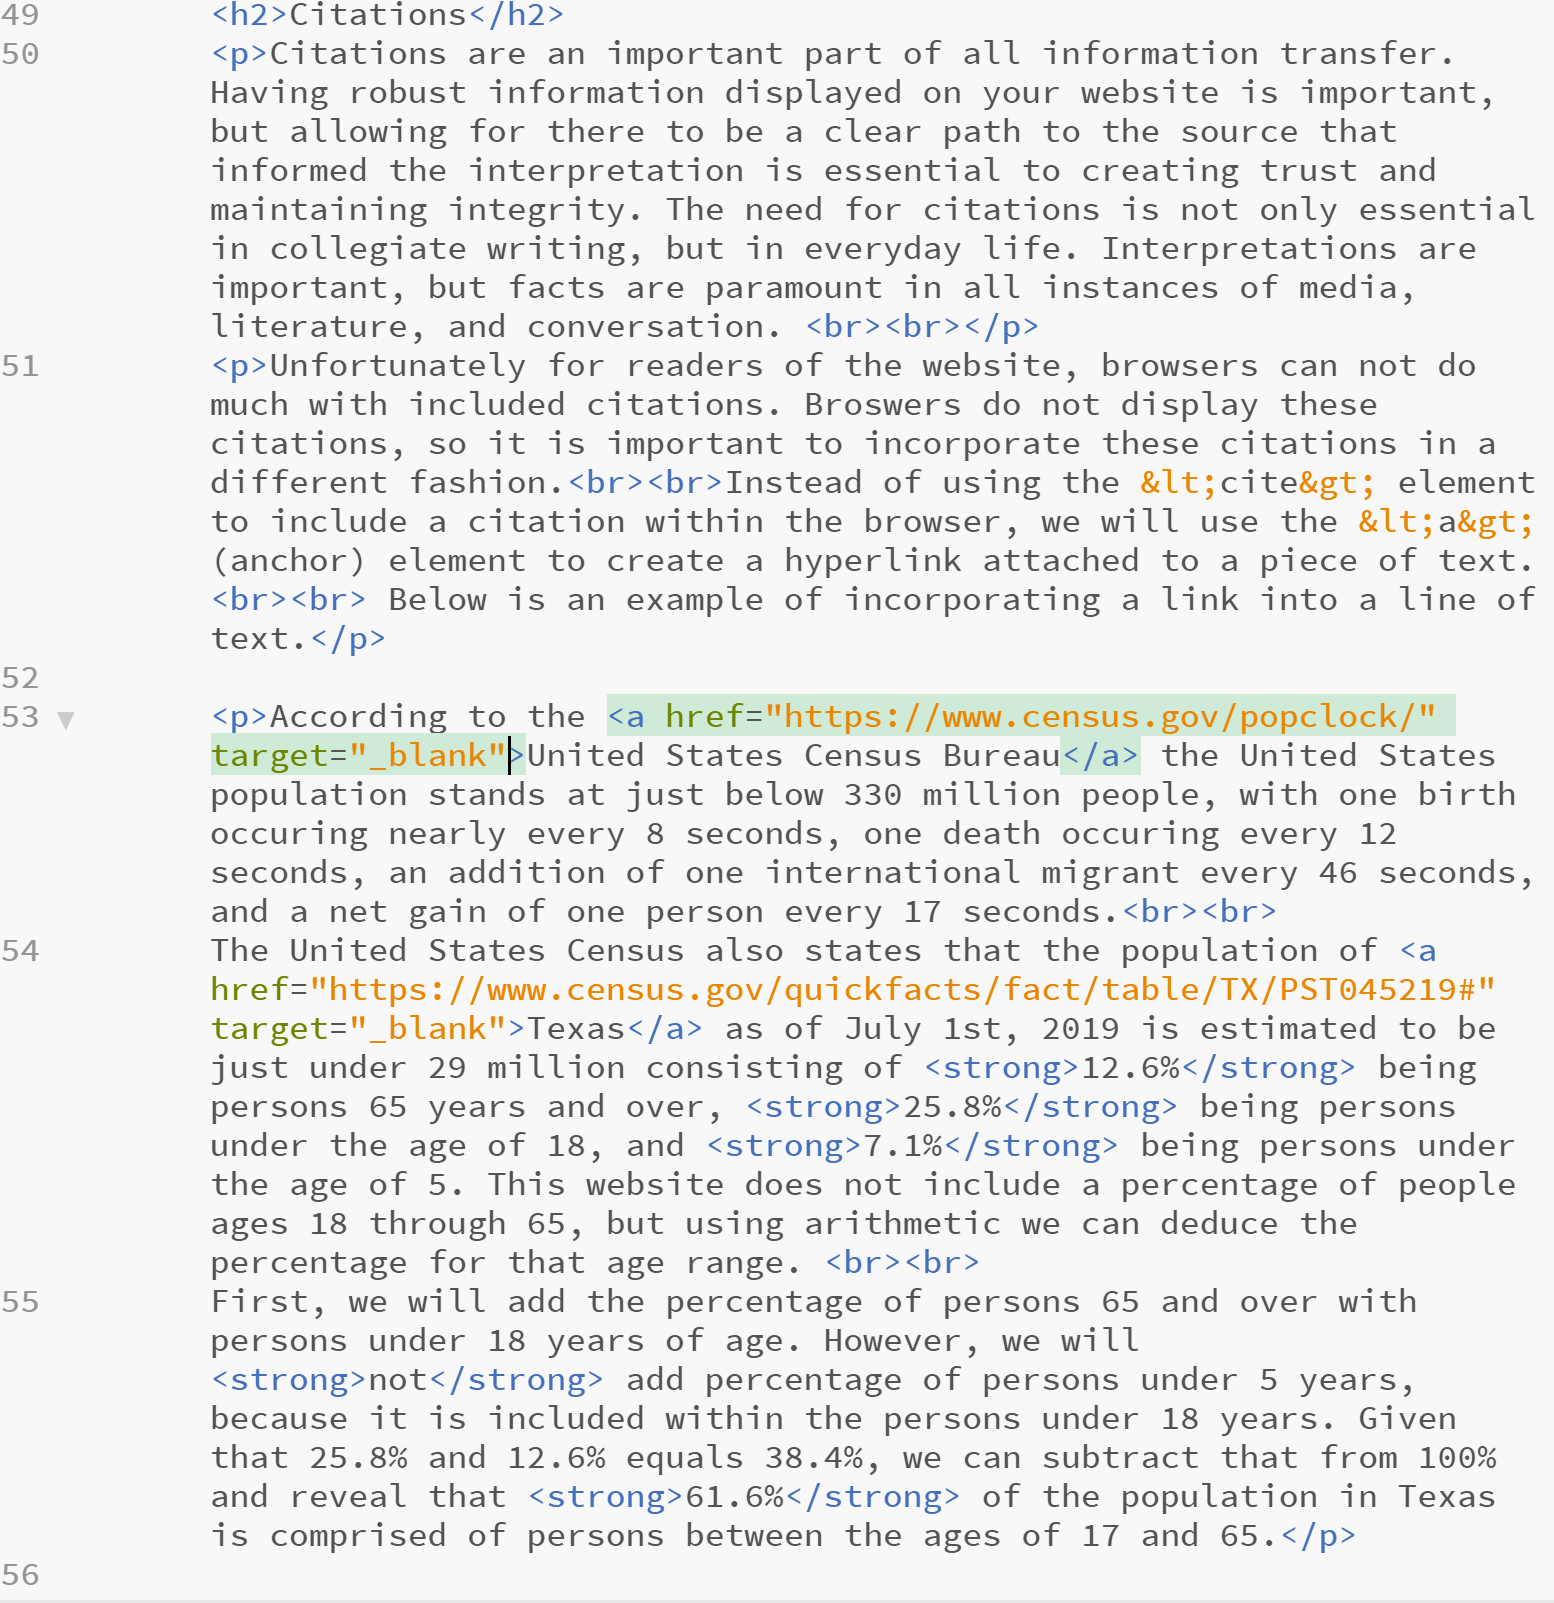 49 <h2>Citations</h2>
50 <p>Citations are an important part of all information transfer.
Having robust information displayed on your website is important,
but allowing for there to be a clear path to the source that
informed the interpretation is essential to creating trust and
maintaining integrity. The need for citations is not only essential
in collegiate writing, but in everyday life. Interpretations are
important, but facts are paramount in all instances of media,
literature, and conversation. <br><br></p>
51 <p>Unfortunately for readers of the website, browsers can not do
much with included citations. Broswers do not display these
citations, so it is important to incorporate these citations in a
different fashion.<br><br>Instead of using the &lt;cite&gt; element
to include a citation within the browser, we will use the &lt;a&gt;
(anchor) element to create a hyperlink attached to a piece of text.
<br><br> Below is an example of incorporating a link into a line of
text.</p>
52
53 <p>According to the <a href="https://www.census.gov/popclock/"
target="_blank">United States Census Bureau</a> the United States
population stands at just below 330 million people, with one birth
occuring nearly every 8 seconds, one death occuring every 12
seconds, an addition of one international migrant every 46 seconds,
and a net gain of one person every 17 seconds.<br><br>
54 The United States Census also states that the population of <a
href="https://www.census.gov/quickfacts/fact/table/TX/PST045219#"
target="_blank">Texas</a> as of July 1st, 2019 is estimated to be
just under 29 million consisting of <strong>12.6%</strong> being
persons 65 years and over, <strong>25.8%</strong> being persons
under the age of 18, and <strong>7.1%</strong> being persons under
the age of 5. This website does not include a percentage of people
ages 18 through 65, but using arithmetic we can deduce the
percentage for that age range. <br><br>
55 First, we will add the percentage of persons 65 and over with
persons under 18 years of age. However, we will
<strong>not</strong> add percentage of persons under 5 years,
because it is included within the persons under 18 years. Given
that 25.8% and 12.6% equals 38.4%, we can subtract that from 100%
and reveal that <strong>61.6%</strong> of the population in Texas
is comprised of persons between the ages of 17 and 65.</p>
56